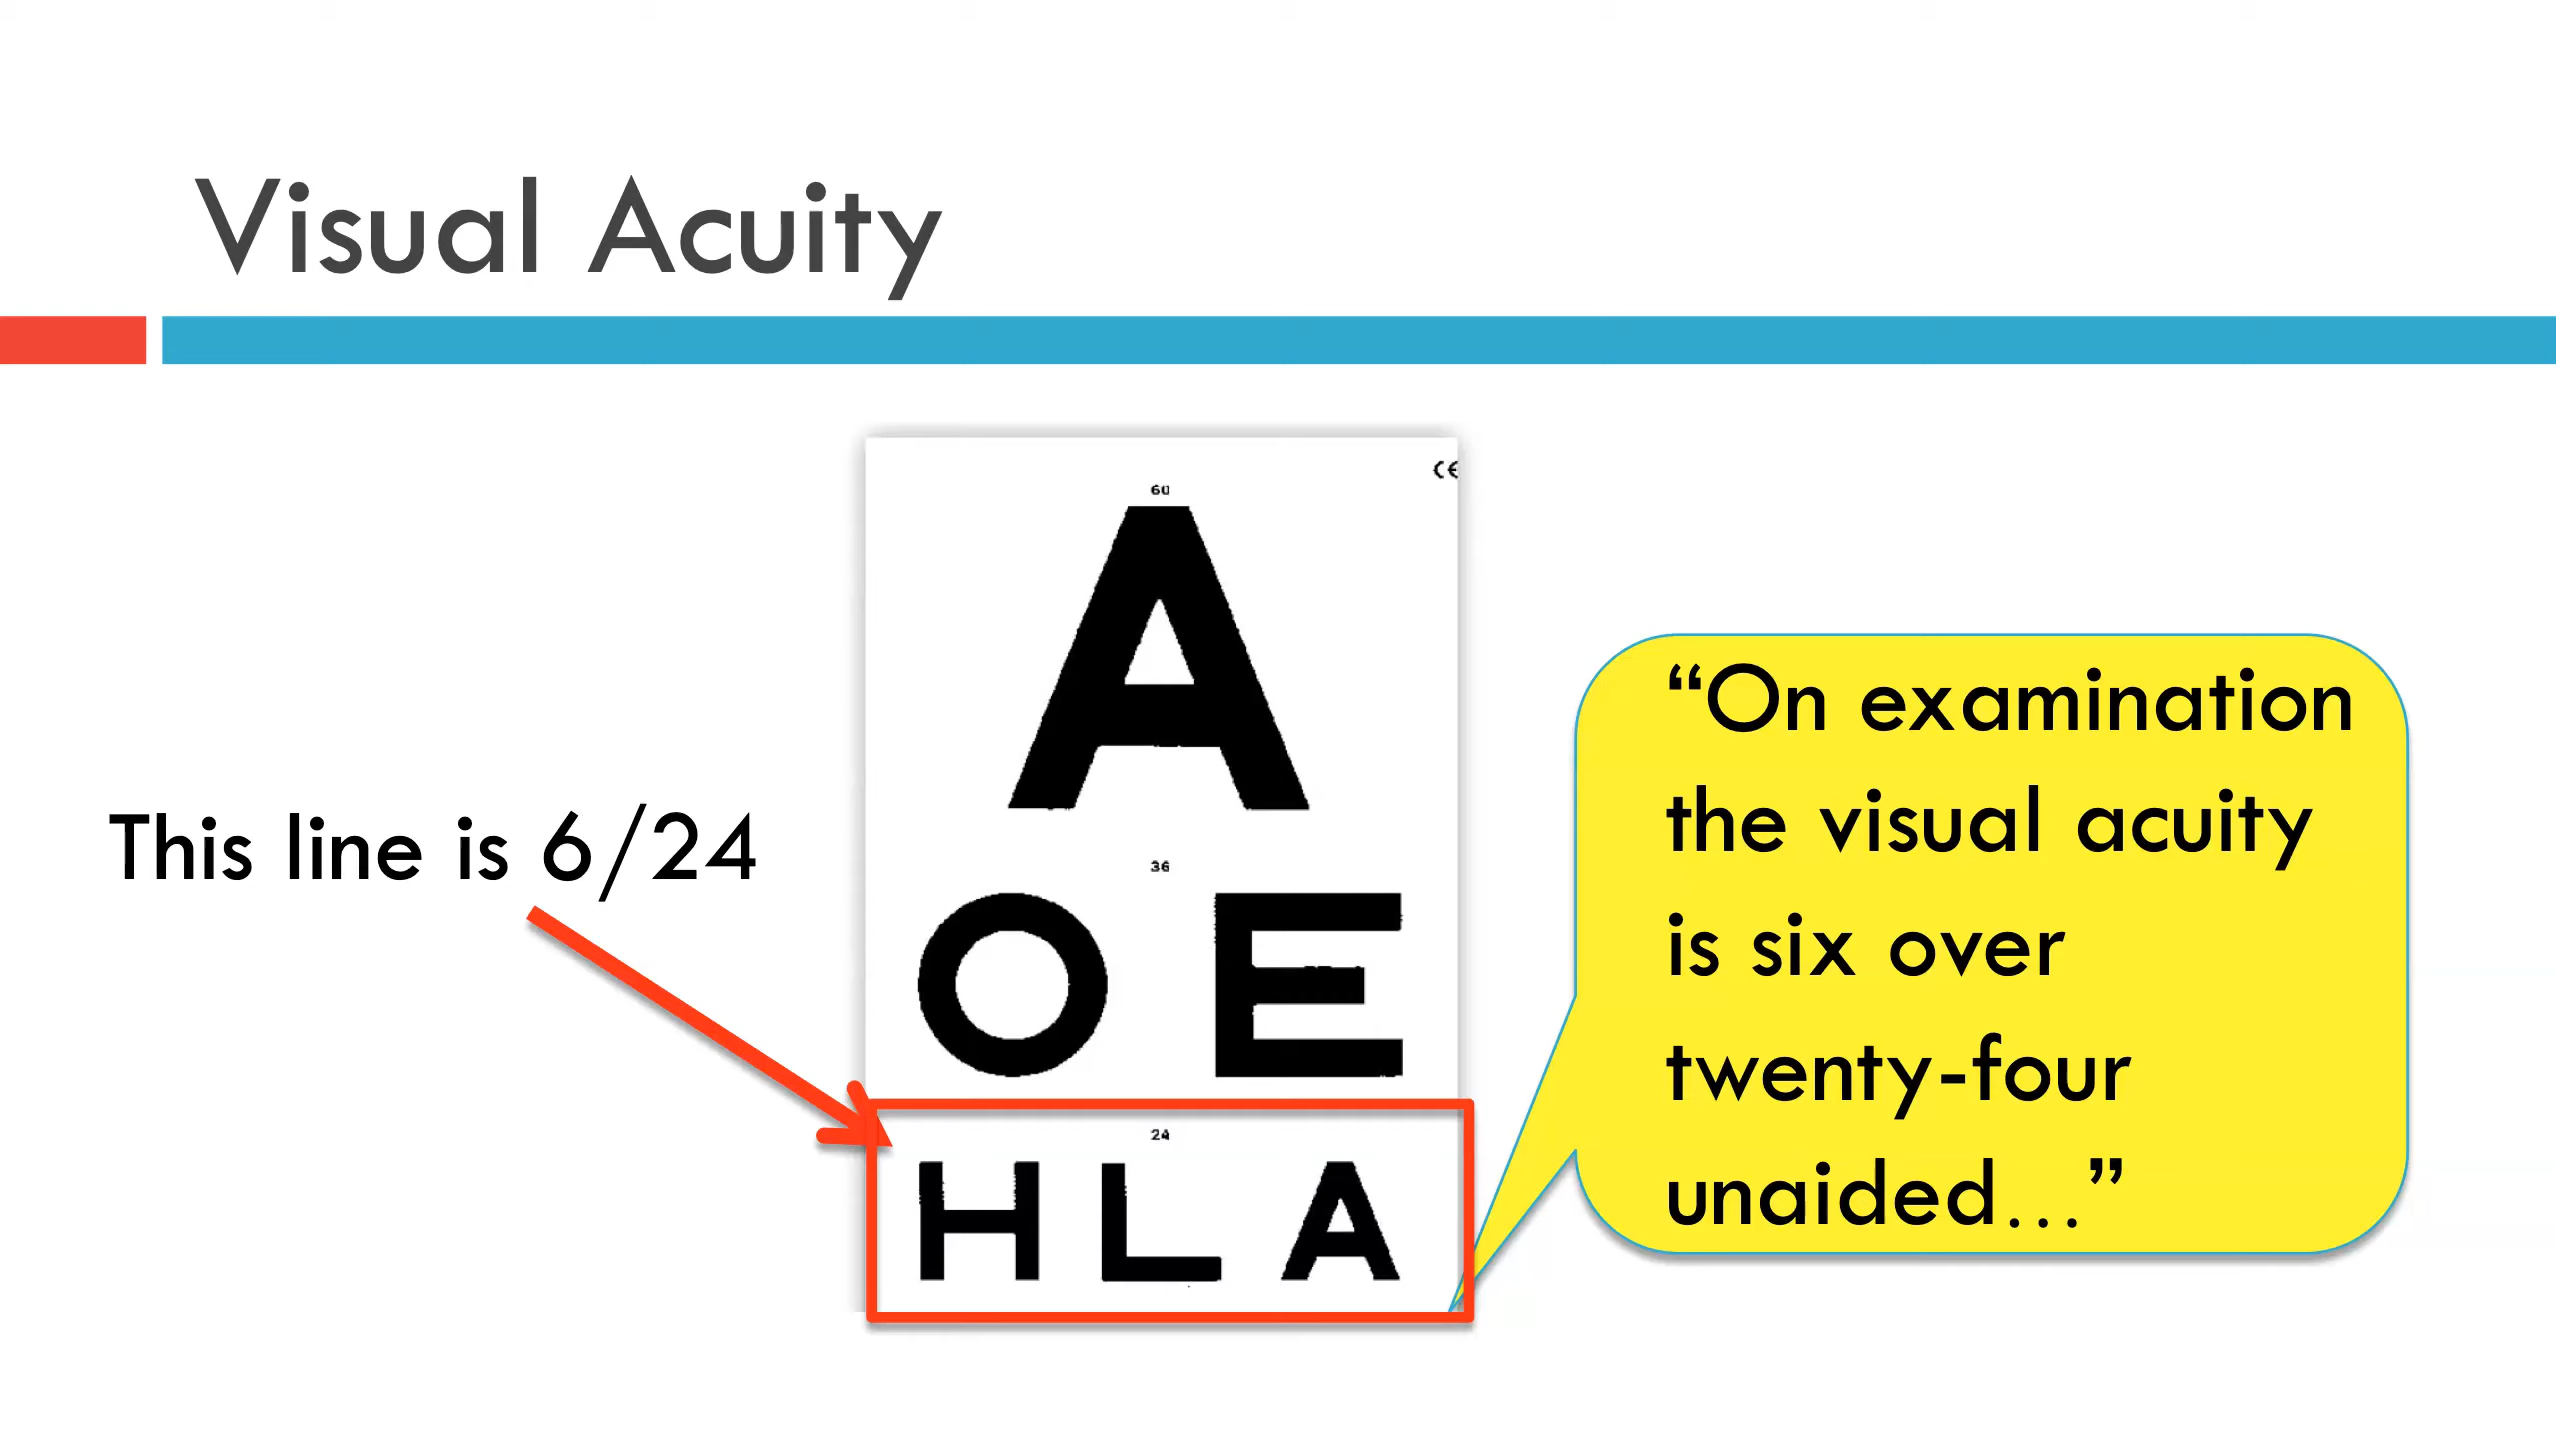 Visual Acuity
CE
60
A
This line is 6/24
36
O E
24
H L A
“On examination
the visual acuity
is six over
twenty-four
unaided...”